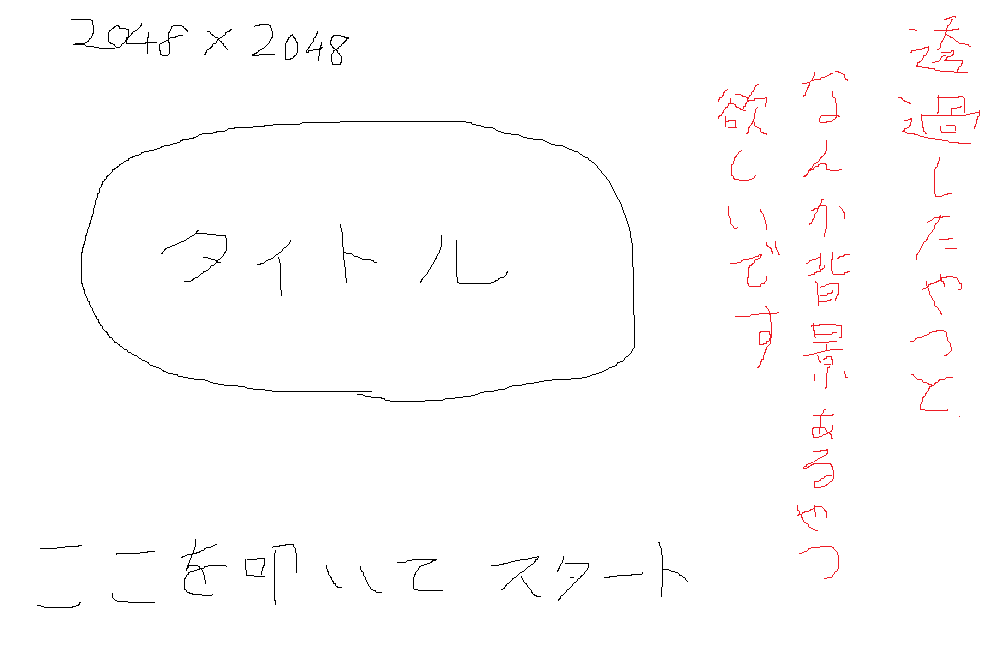 2048×2048
タイトル
ここを叩いてスタート
透過したやつと
なんか背景あるやつ
欲しいです